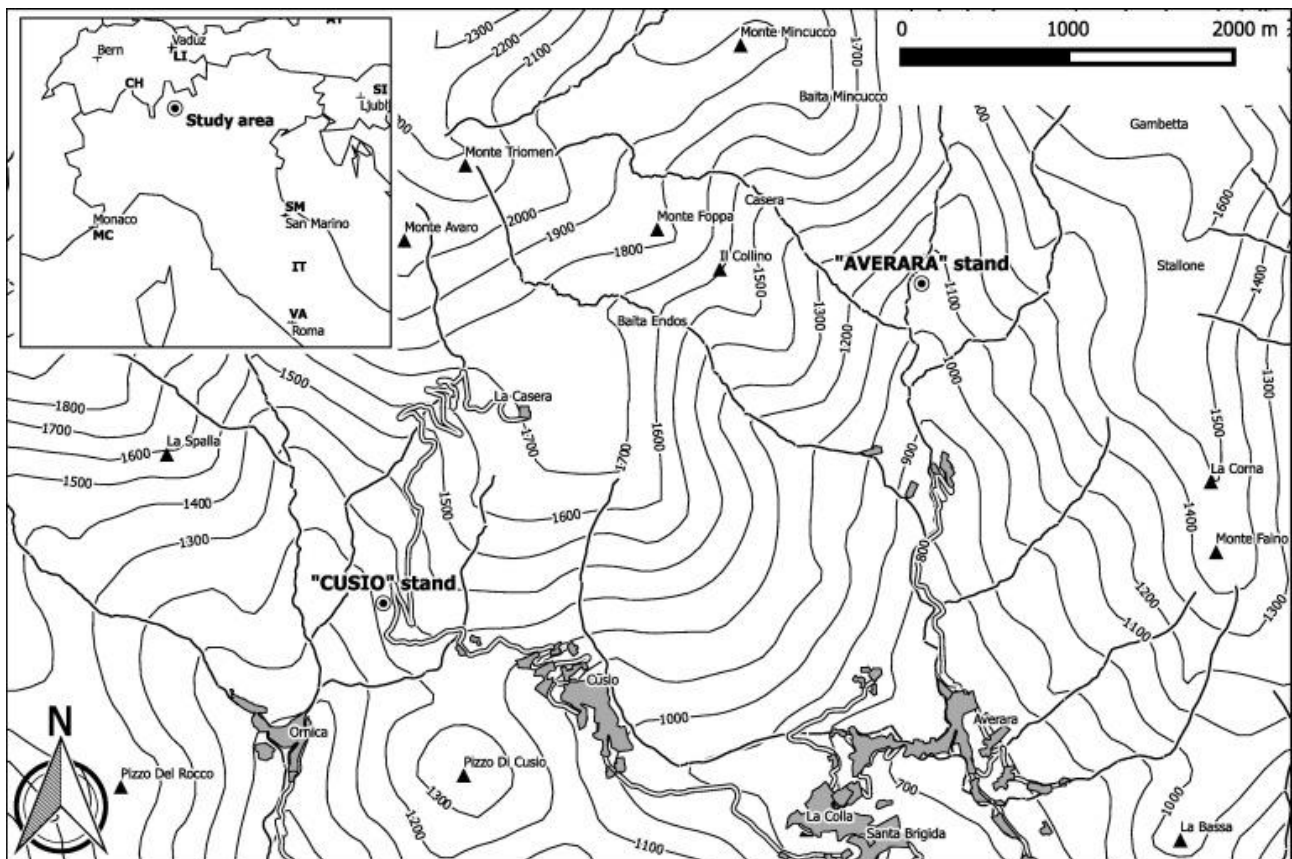 AT
Bern
Vaduz
LI
CH
SI
Ljubl
Study area
Monaco
MC
SM
San Marino
IT
VA
Roma
0
1000
2000 m
2300
2200
2100
Monte Mincucco
1700
Baita Mincucco
Gambetta
Monte Triomen
1600
2000
Casera
Monte Avaro
1900
Monte Foppa
1800
Il Collino
"AVERARA" stand
Stallone
1500
1400
1100
Baita Endos
1300
1200
1300
1000
1500
La Casera
1800
1700
1700
1600
1500
La Spalla
1600
1700
900
La Corna
1500
1500
1400
1600
1400
1300
800
Monte Faino
"CUSIO" stand
1200
1300
1100
Cusio
1000
Averara
N
Ornica
Pizzo Del Rocco
Pizzo Di Cusio
1300
700
1000
1200
La Colla
1100
Santa Brigida
La Bassa